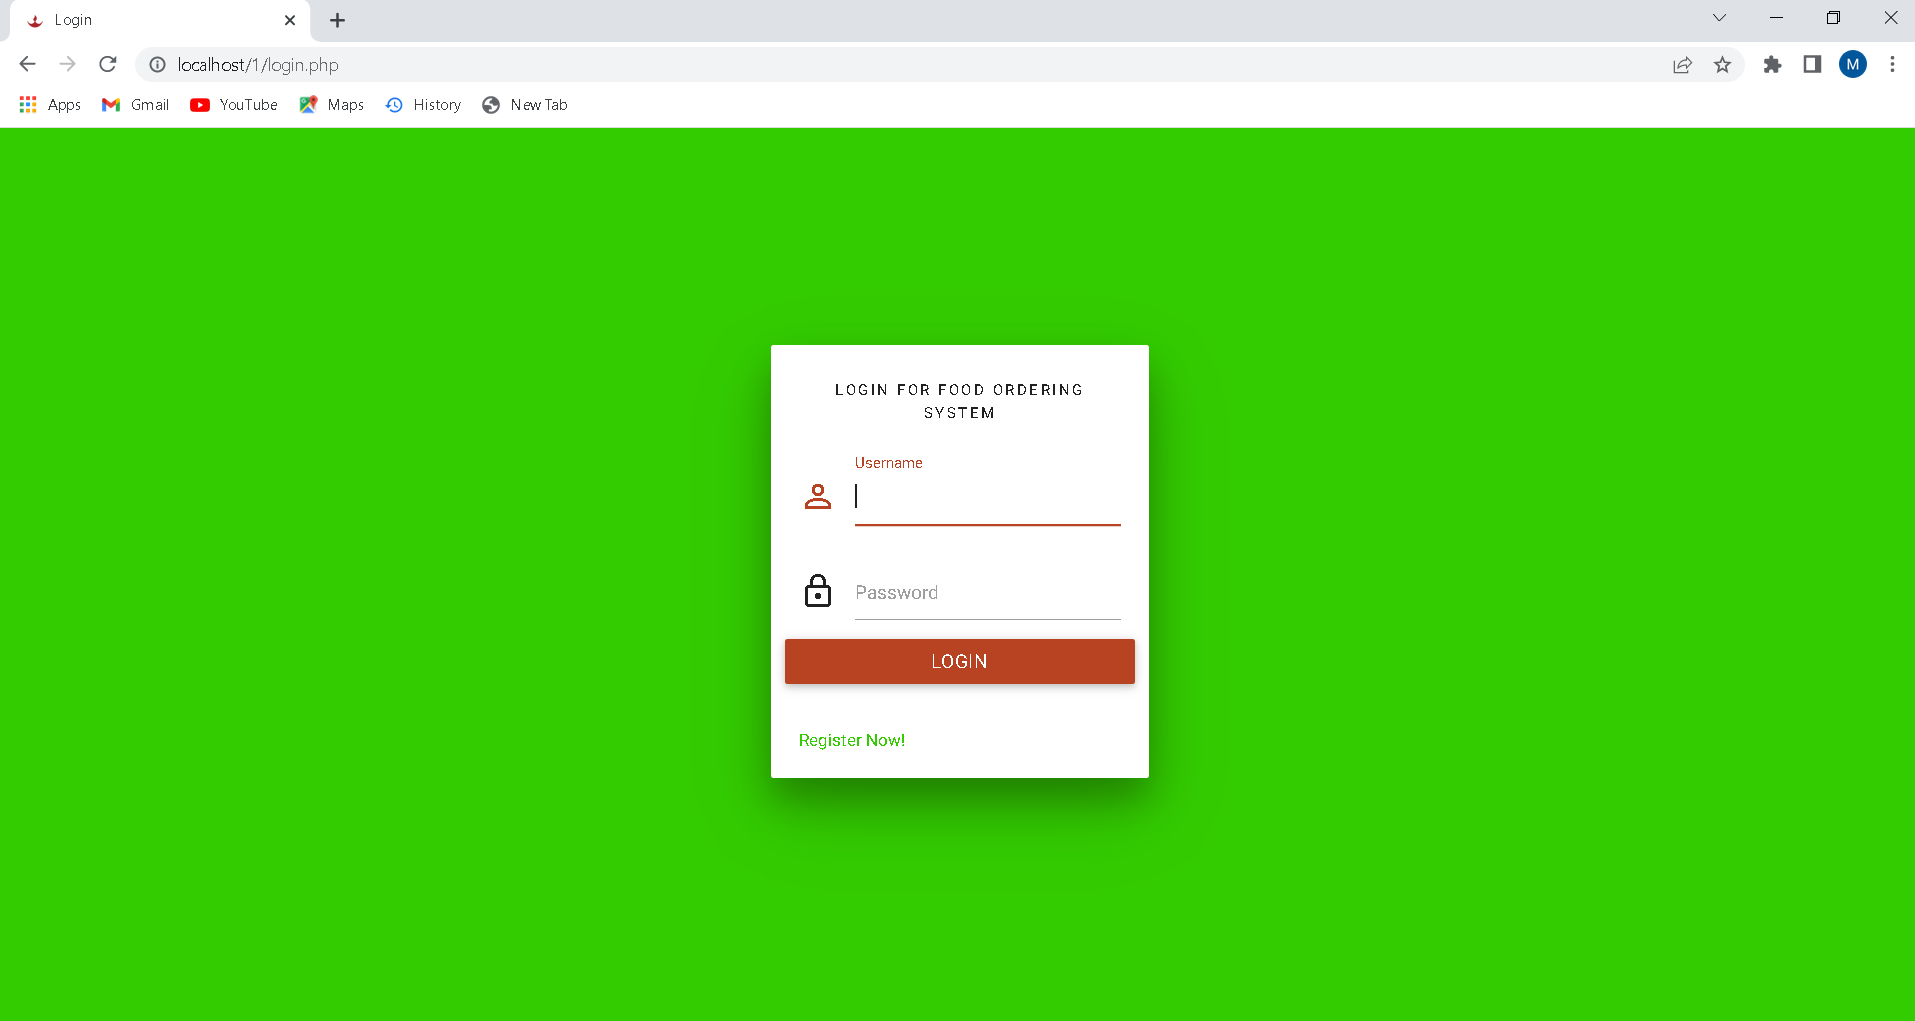 Login
localhost/1/login.php
M
Apps Gmail YouTube Maps History New Tab
LOGIN FOR FOOD ORDERING
SYSTEM
Username
Password
LOGIN
Register Now!